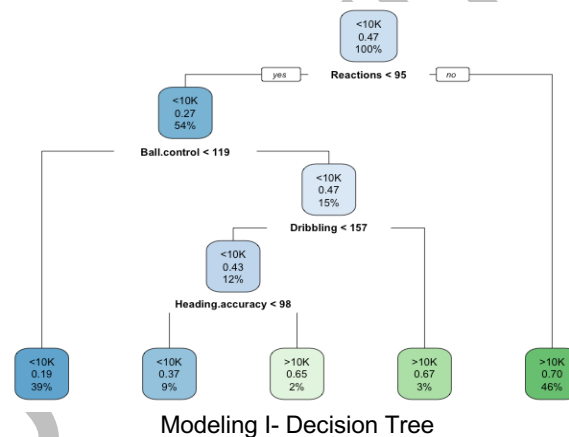 <10K
0.47
100%
yes
Reactions < 95
no
<10K
0.27
54%
Ball.control < 119
<10K
0.47
15%
Dribbling < 157
<10K
0.43
12%
Heading.accuracy < 98
<10K
0.19
39%
<10K
0.37
9%
>10K
0.65
2%
>10K
0.67
3%
>10K
0.70
46%
Modeling I- Decision Tree